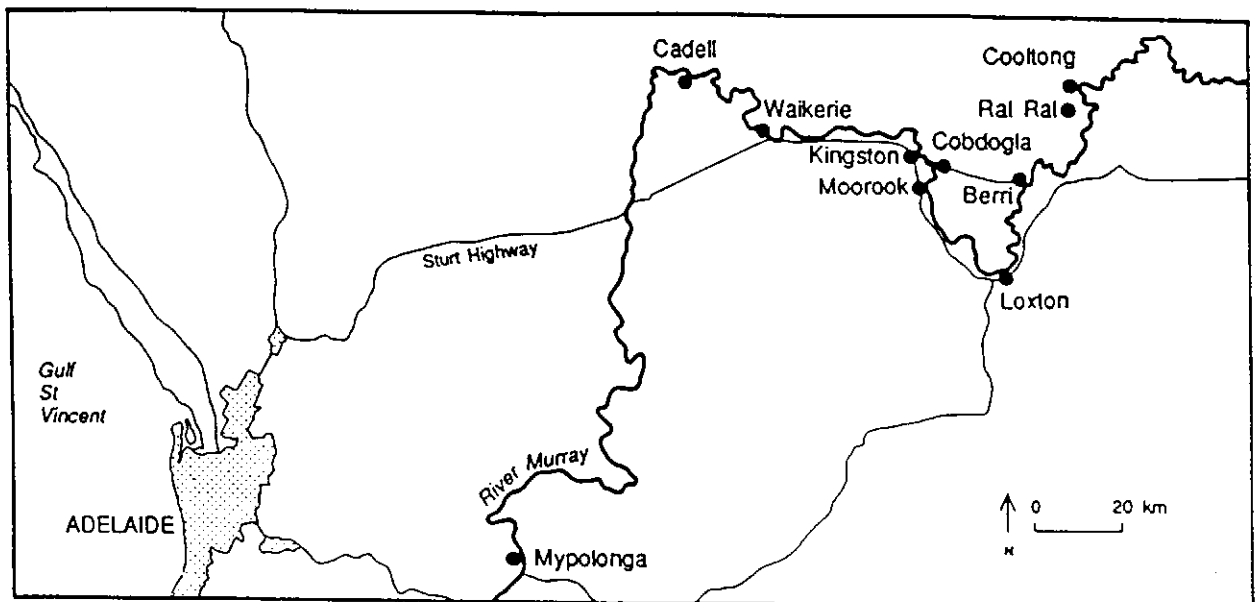 Cadell
Cooltong
Waikerie
Ral Ral
Kingston
Cobdogla
Moorook
Berri
Sturt Highway
Loxton
Gulf
St
Vincent
River Murray
0 20 km
ADELAIDE
N
Mypolonga